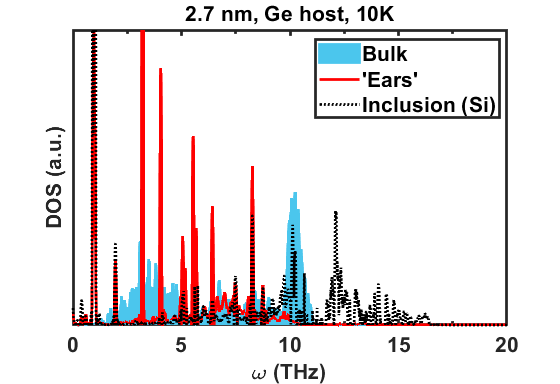 2.7 nm, Ge host, 10K
Bulk
'Ears'
Inclusion (Si)
DOS (a.u.)
0 5 10 15 20
ω (THz)